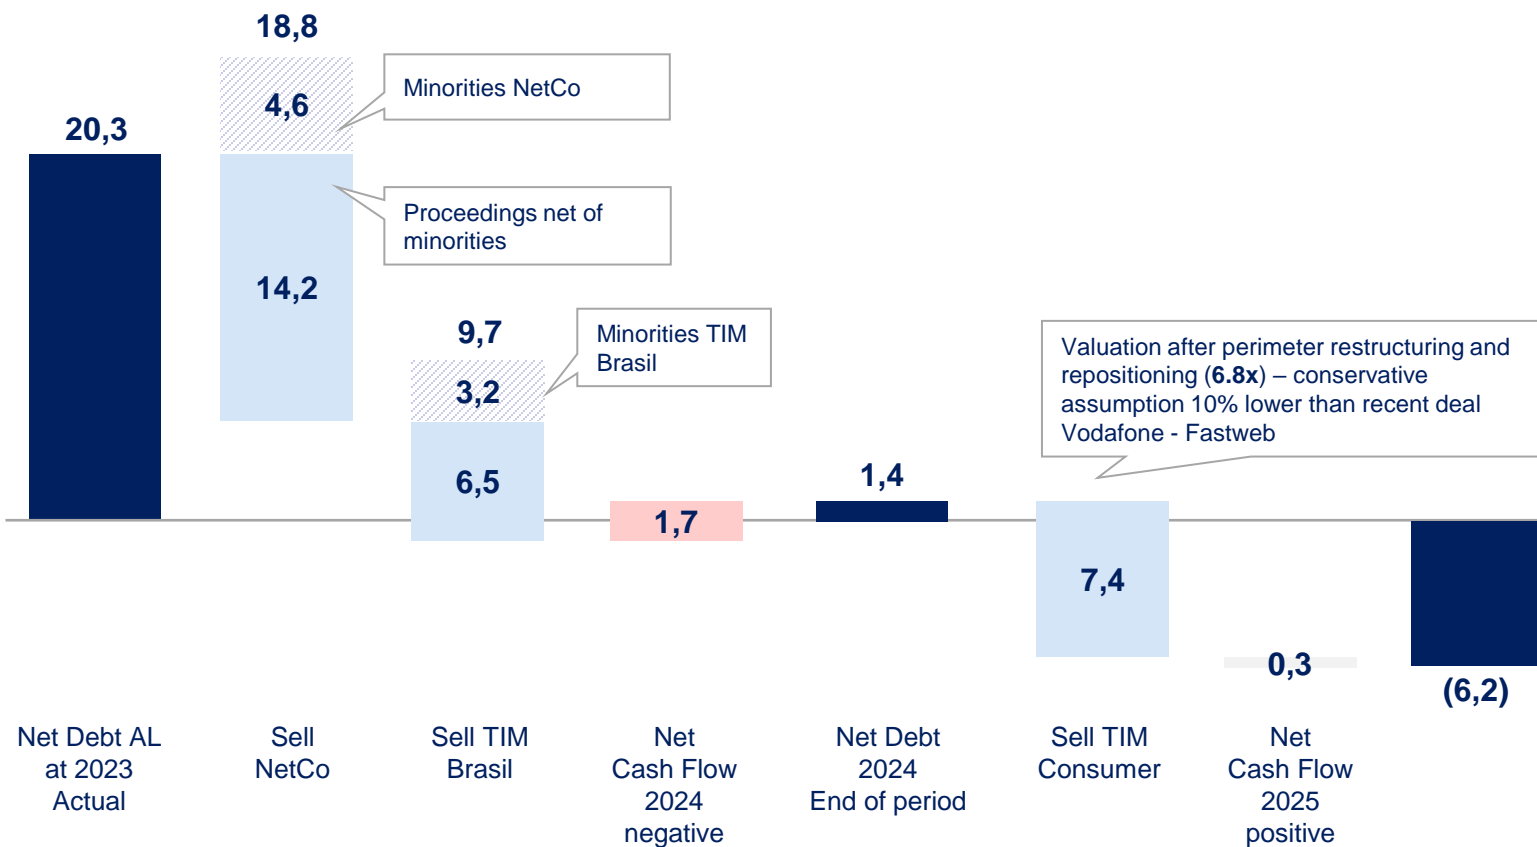 18,8
4,6
Minorities NetCo
20,3
Proceedings net of
minorities
14,2
9,7
Minorities TIM
Brasil
3,2
6,5
Valuation after perimeter restructuring and
repositioning (6.8x) – conservative
assumption 10% lower than recent deal
Vodafone - Fastweb
1,7
1,4
7,4
0,3
(6,2)
Net Debt AL
at 2023
Actual
Sell
NetCo
Sell TIM
Brasil
Net
Cash Flow
2024
negative
Net Debt
2024
End of period
Sell TIM
Consumer
Net
Cash Flow
2025
positive